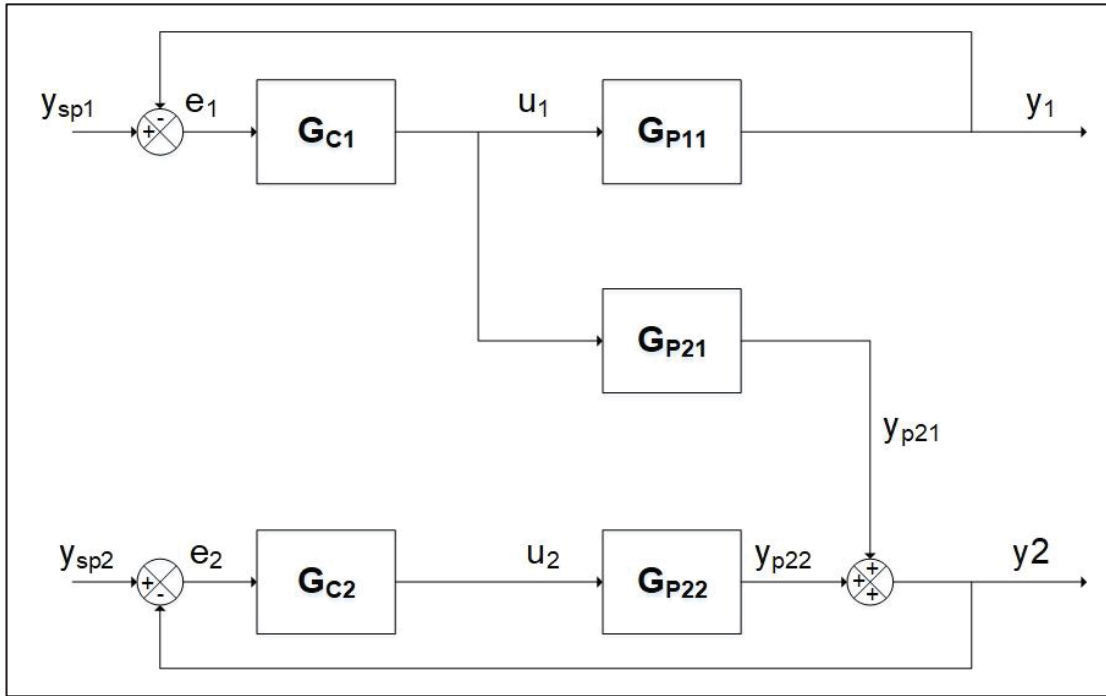 y_sp1 e_1 G_C1 u_1 G_P11 y_1
-
+
G_P21
y_p21
y_sp2 e_2 G_C2 u_2 G_P22 y_p22 y2
+
-
+
+
+